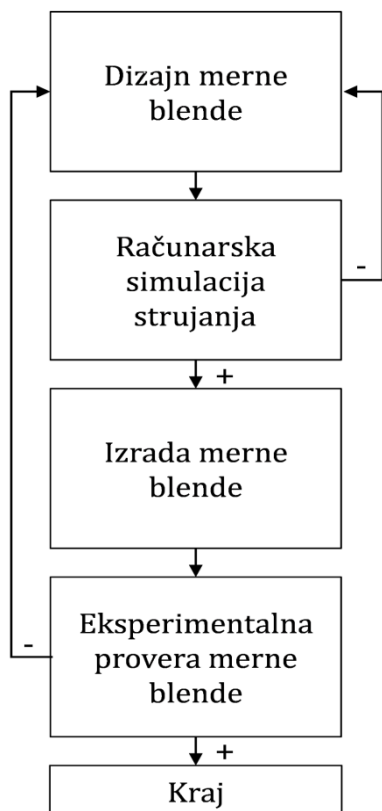 Dizajn merne
blende
Računarska
simulacija
strujanja
-
+
Izrada merne
blende
Eksperimentalna
provera merne
blende
-
+
Kraj